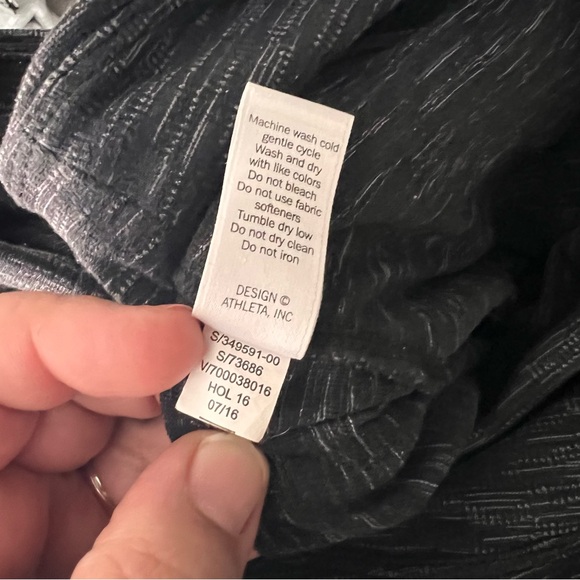 Machine wash cold
gentle cycle
Wash and dry
with like colors
Do not bleach
Do not use fabric
softeners
Tumble dry low
Do not dry clean
Do not iron
DESIGN ©
ATHLETA, INC
S/349591-00
S/73686
V/700038016
HOL 16
07/16